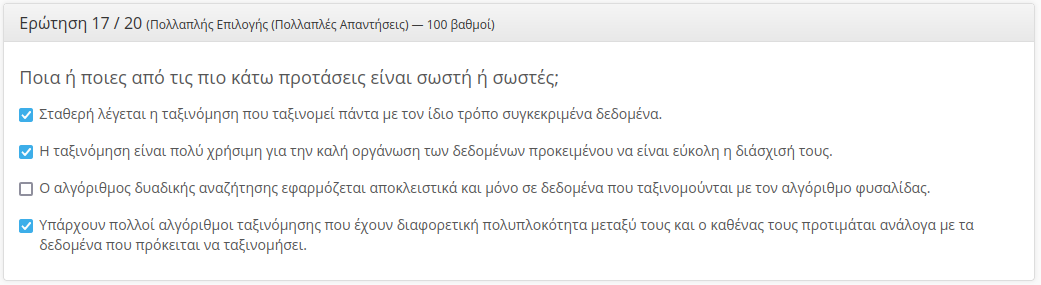 Ερώτηση 17 / 20 (Πολλαπλής Επιλογής (Πολλαπλές Απαντήσεις) — 100 βαθμοί)
Ποια ή ποιες από τις πιο κάτω προτάσεις είναι σωστή ή σωστές;
Σταθερή λέγεται η ταξινόμηση που ταξινομεί πάντα με τον ίδιο τρόπο συγκεκριμένα δεδομένα.
Η ταξινόμηση είναι πολύ χρήσιμη για την καλή οργάνωση των δεδομένων προκειμένου να είναι εύκολη η διάσχισή τους.
Ο αλγόριθμος δυαδικής αναζήτησης εφαρμόζεται αποκλειστικά και μόνο σε δεδομένα που ταξινομούνται με τον αλγόριθμο φυσαλίδας.
Υπάρχουν πολλοί αλγόριθμοι ταξινόμησης που έχουν διαφορετική πολυπλοκότητα μεταξύ τους και ο καθένας τους προτιμάται ανάλογα με τα
δεδομένα που πρόκειται να ταξινομήσει.